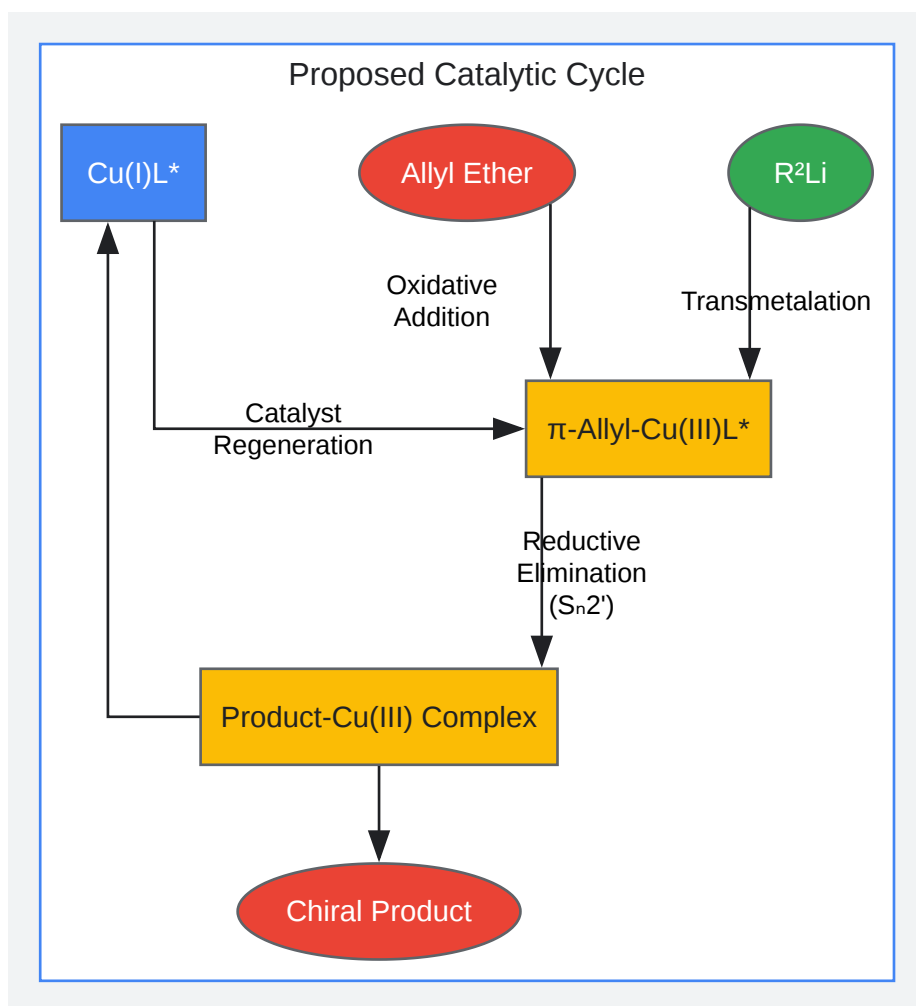 Proposed Catalytic Cycle
Cu(I)L*
Allyl Ether
R²Li
Oxidative
Addition
Transmetalation
Catalyst
Regeneration
π-Allyl-Cu(III)L*
Reductive
Elimination
(Sₙ2')
Product-Cu(III) Complex
Chiral Product